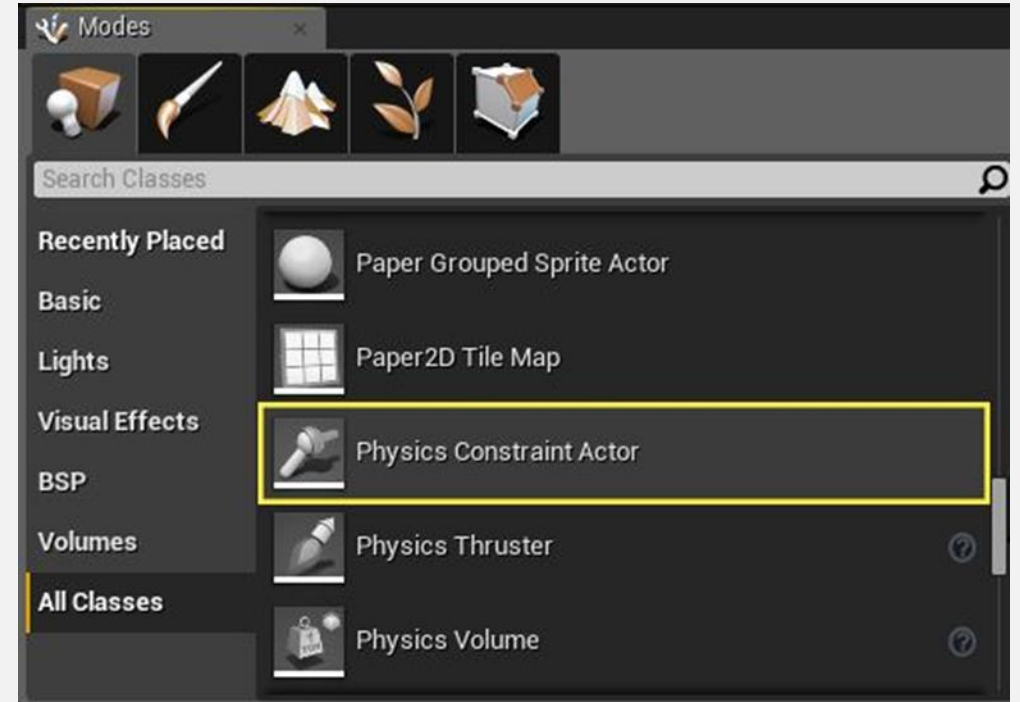 Modes
Search Classes
Recently Placed
Basic
Lights
Visual Effects
BSP
Volumes
All Classes
Paper Grouped Sprite Actor
Paper2D Tile Map
Physics Constraint Actor
Physics Thruster
Physics Volume